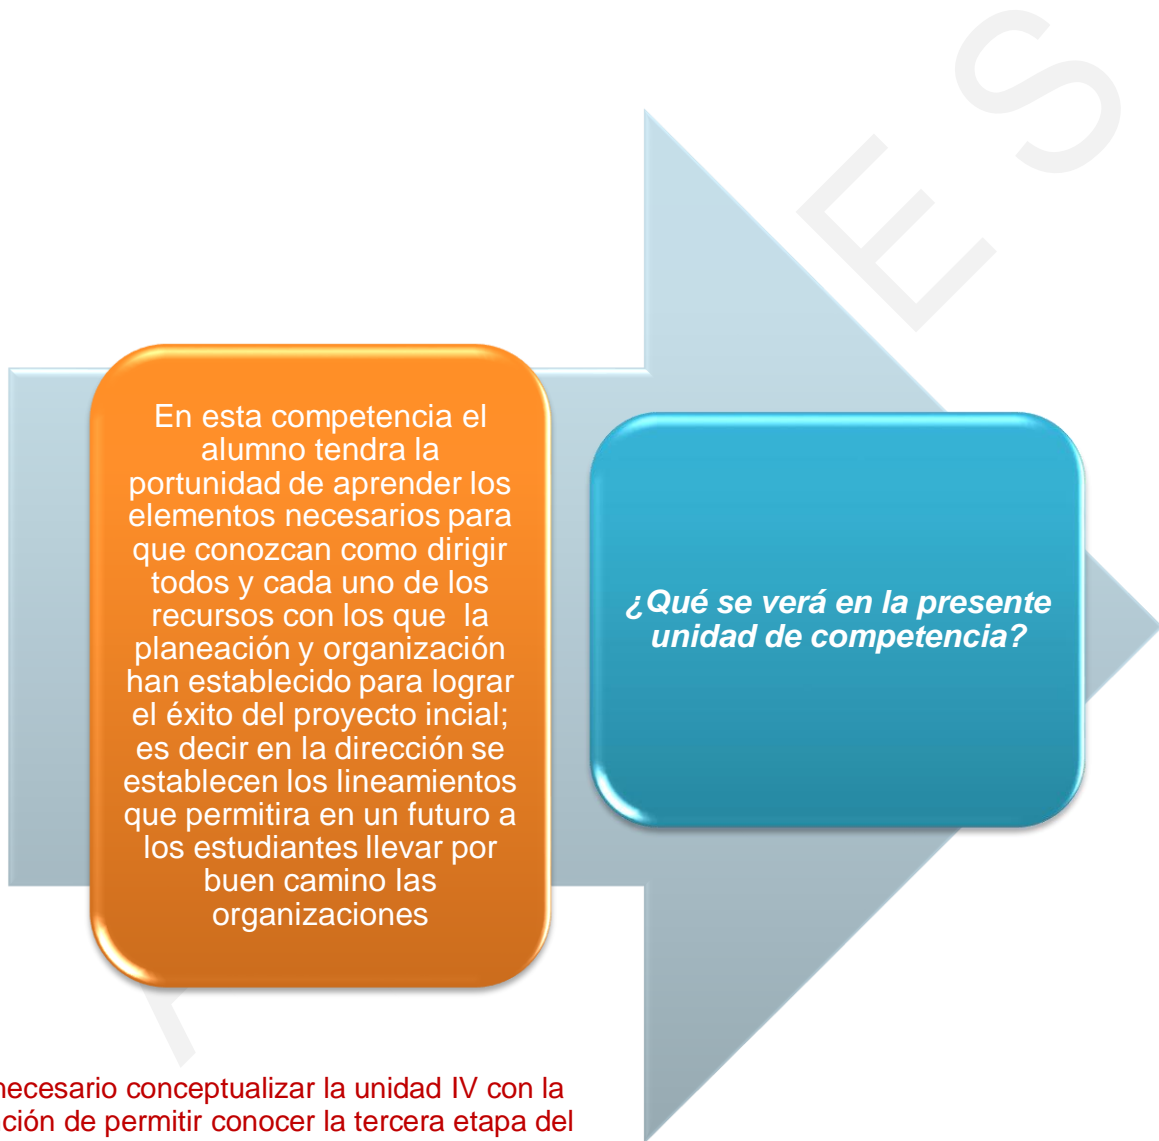 En esta competencia el
alumno tendra la
portunidad de aprender los
elementos necesarios para
que conozcan como dirigir
todos y cada uno de los
recursos con los que  la
planeación y organización
han establecido para lograr
el éxito del proyecto incial;
es decir en la dirección se
establecen los lineamientos
que permitira en un futuro a
los estudiantes llevar por
buen camino las
organizaciones
¿Qué se verá en la presente
unidad de competencia?
necesario conceptualizar la unidad IV con la
ción de permitir conocer la tercera etapa del